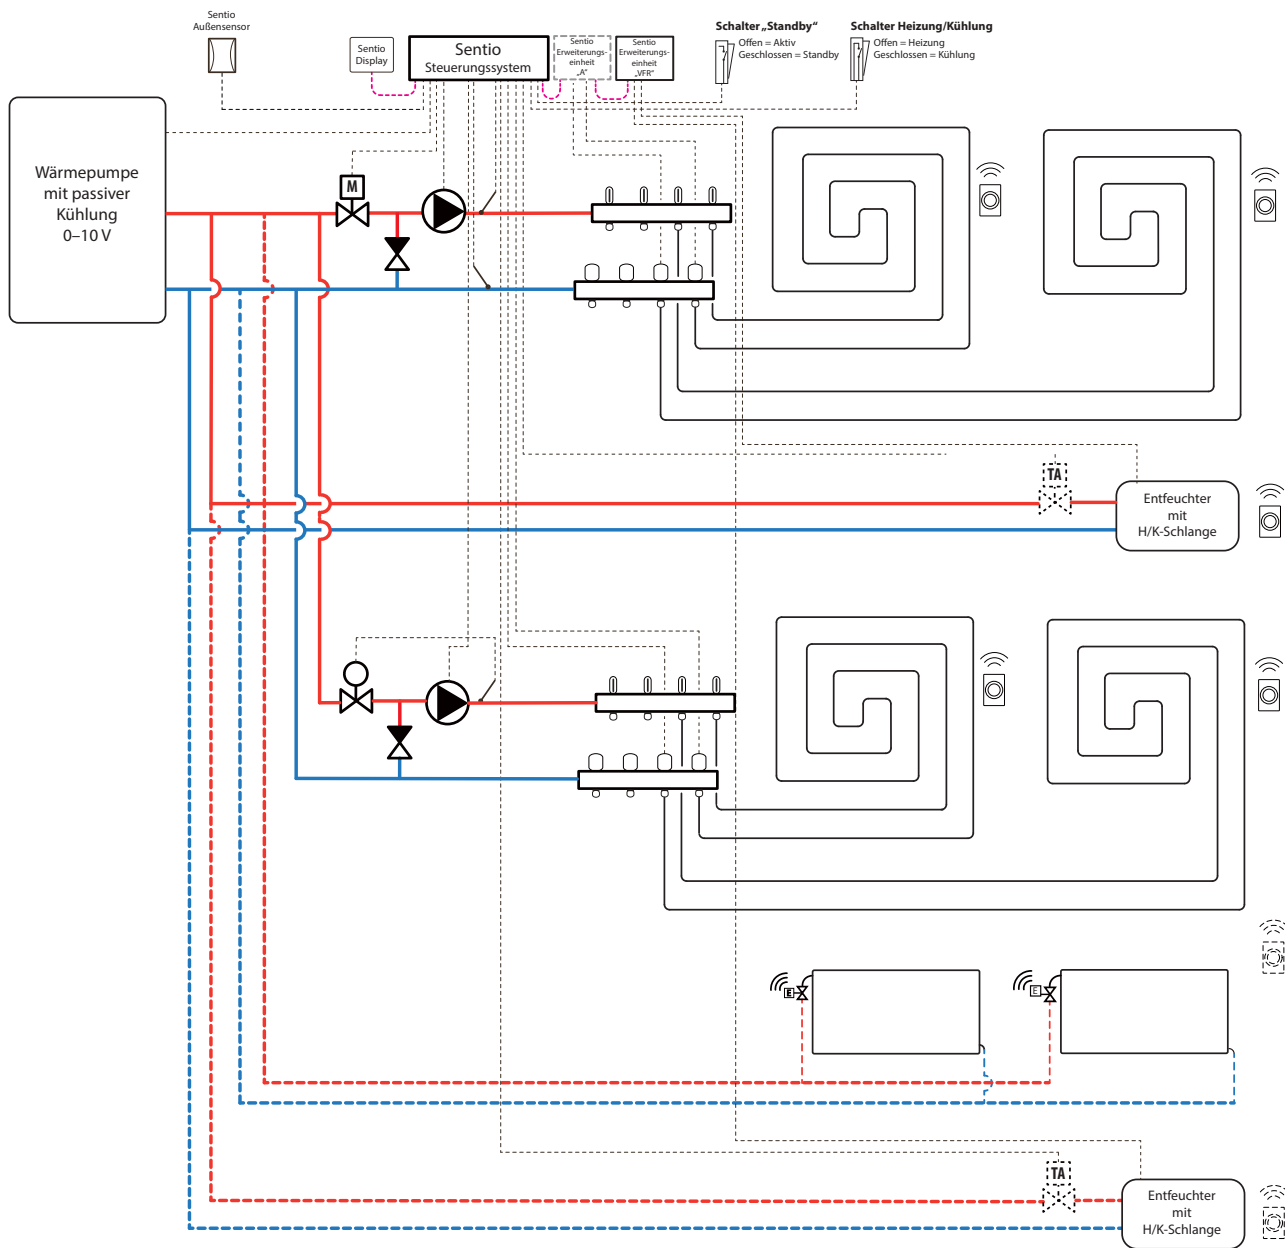 Sentio
Außensensor
Sentio
Display
Sentio
Steuerungssystem
Sentio
Erweiterungs-
einheit
„A“
Sentio
Erweiterungs-
einheit
„VFR“
Schalter „Standby“
Offen = Aktiv
Geschlossen = Standby
Schalter Heizung/Kühlung
Offen = Heizung
Geschlossen = Kühlung
Wärmepumpe
mit passiver
Kühlung
0–10 V
M
TA
Entfeuchter
mit
H/K-Schlange
E
E
TA
Entfeuchter
mit
H/K-Schlange